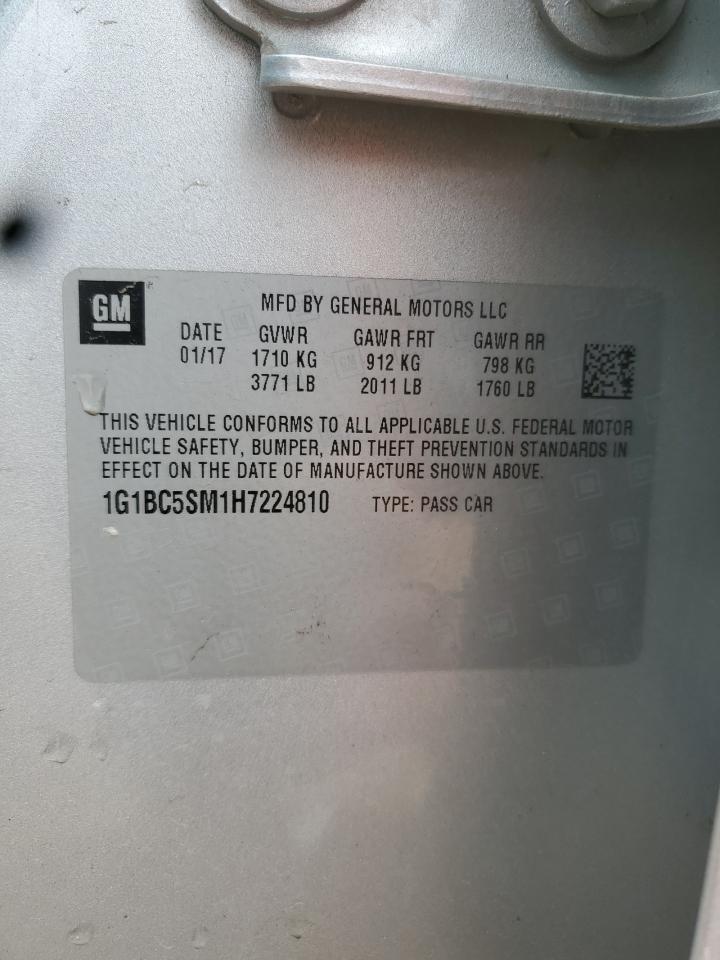 GM
MFD BY GENERAL MOTORS LLC
DATE GVWR GAWR FRT GAWR RR
01/17 1710 KG 912 KG 798 KG
3771 LB 2011 LB 1760 LB
THIS VEHICLE CONFORMS TO ALL APPLICABLE U.S. FEDERAL MOTOR
VEHICLE SAFETY, BUMPER, AND THEFT PREVENTION STANDARDS IN
EFFECT ON THE DATE OF MANUFACTURE SHOWN ABOVE.
1G1BC5SM1H7224810 TYPE: PASS CAR